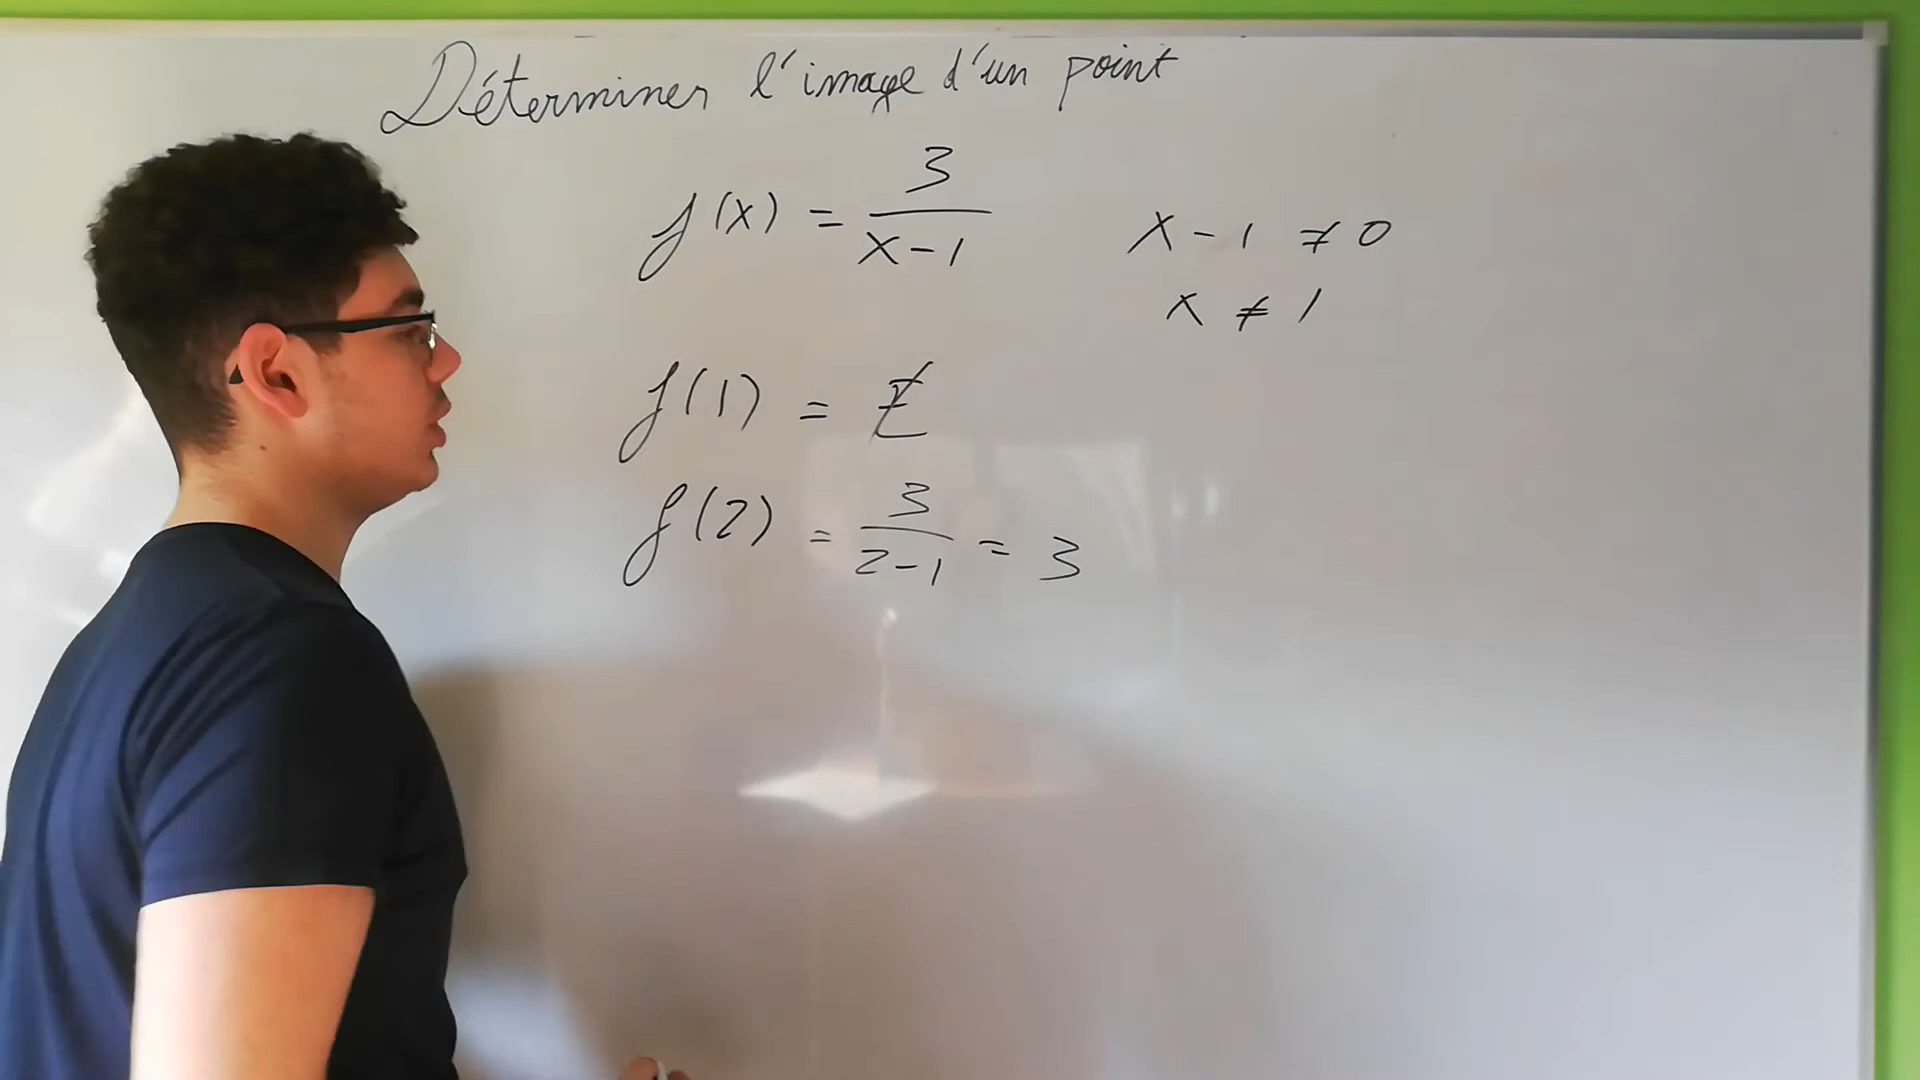 Déterminer l'image d'un point
f(x) = 3/(x-1)
x - 1 ≠ 0
x ≠ 1
f(1) = ∄
f(2) = 3/(2-1) = 3